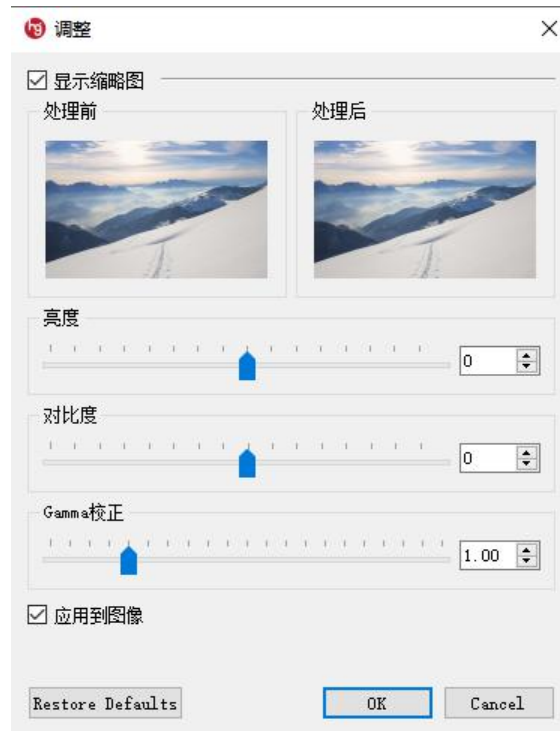 hg 调整
显示缩略图
处理前 处理后
亮度
0
对比度
0
Gamma校正
1.00
应用到图像
Restore Defaults OK Cancel